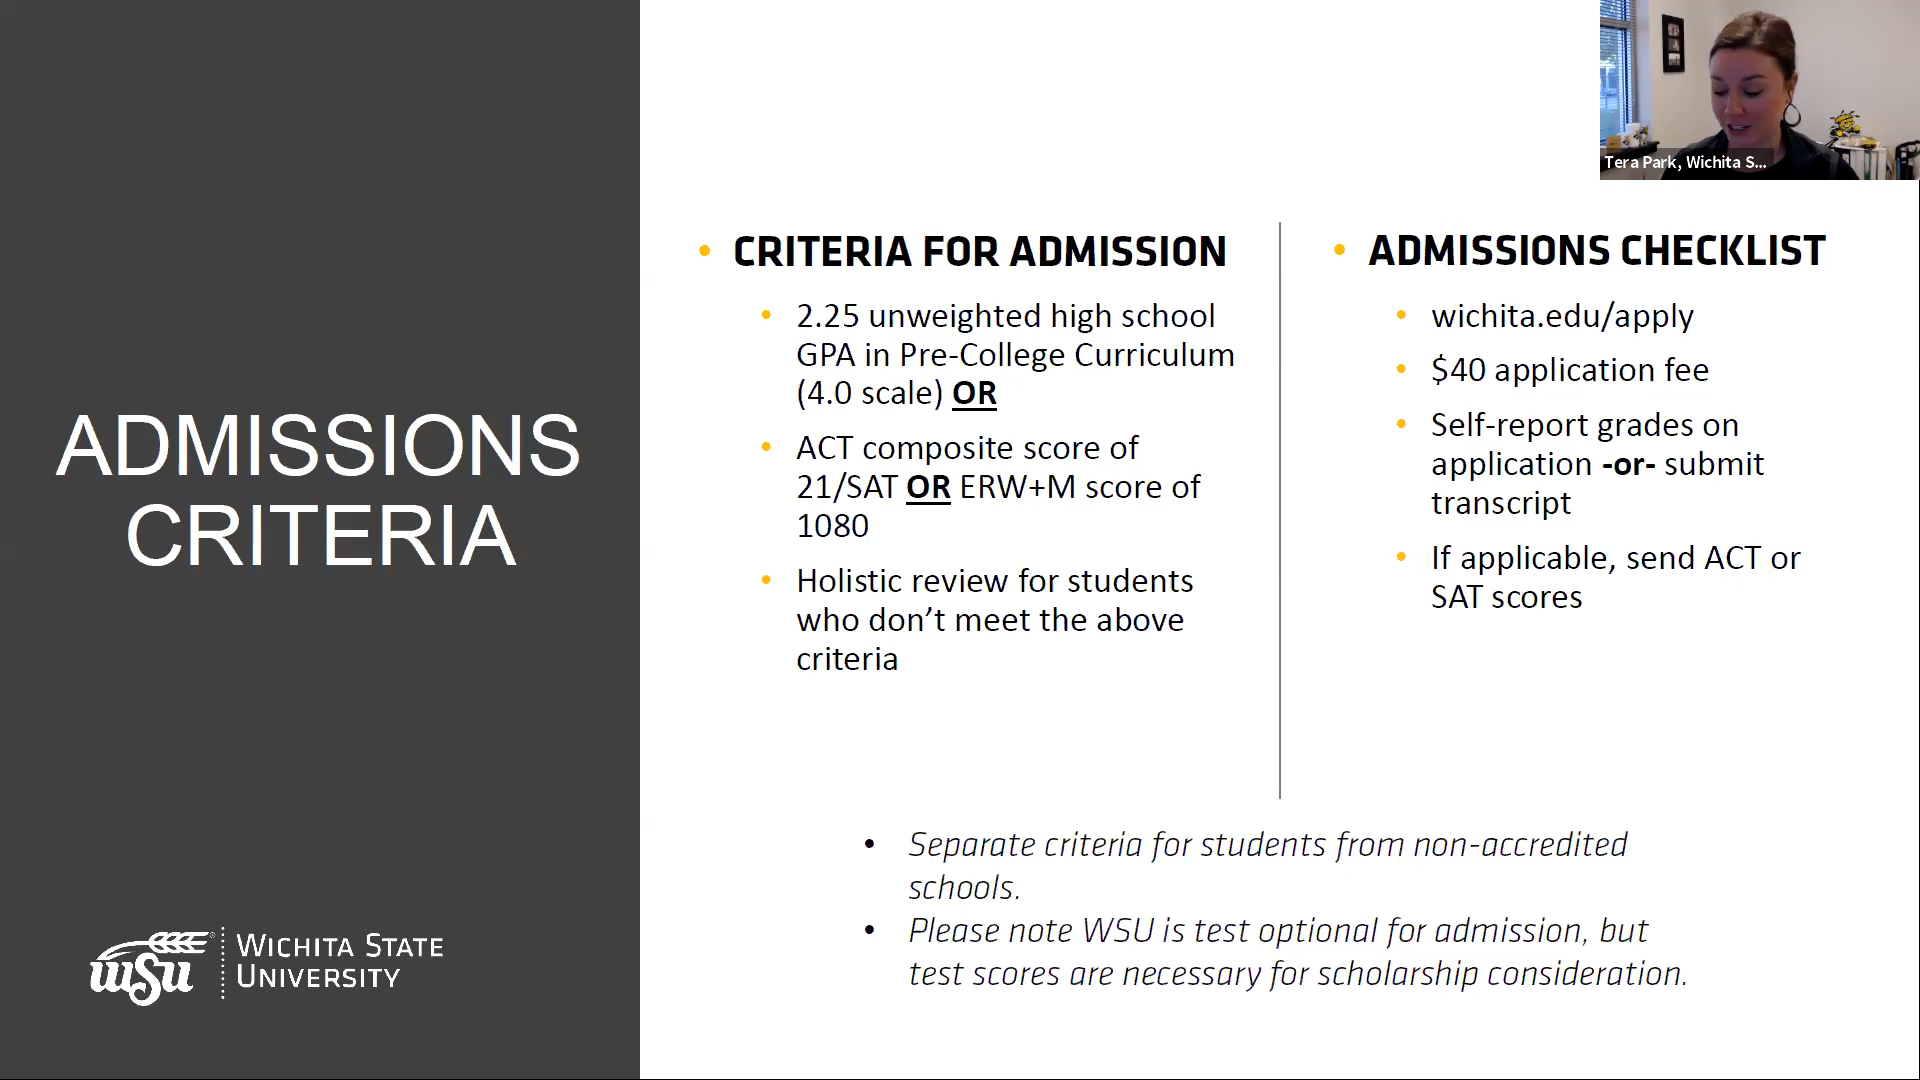 ADMISSIONS
CRITERIA
WSU
WICHITA STATE
UNIVERSITY
Tera Park, Wichita S...
• CRITERIA FOR ADMISSION
• 2.25 unweighted high school
GPA in Pre-College Curriculum
(4.0 scale) OR
• ACT composite score of
21/SAT OR ERW+M score of
1080
• Holistic review for students
who don’t meet the above
criteria
• ADMISSIONS CHECKLIST
• wichita.edu/apply
• $40 application fee
• Self-report grades on
application -or- submit
transcript
• If applicable, send ACT or
SAT scores
• Separate criteria for students from non-accredited
schools.
• Please note WSU is test optional for admission, but
test scores are necessary for scholarship consideration.